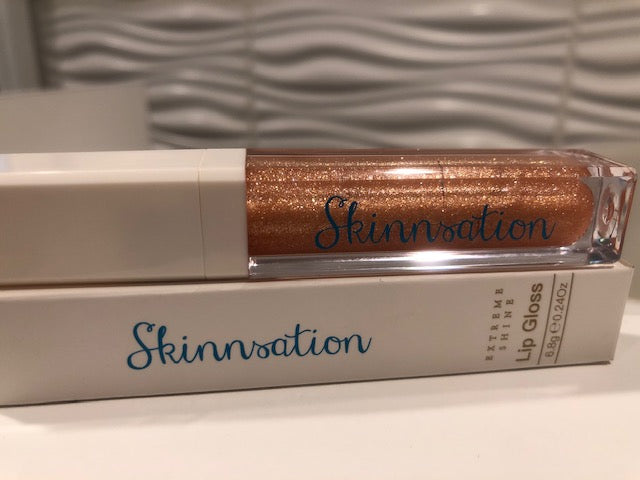 Skinnsation
Skinnsation
EXTREME
SHINE
Lip Gloss
6.8g ℮ 0.24Oz